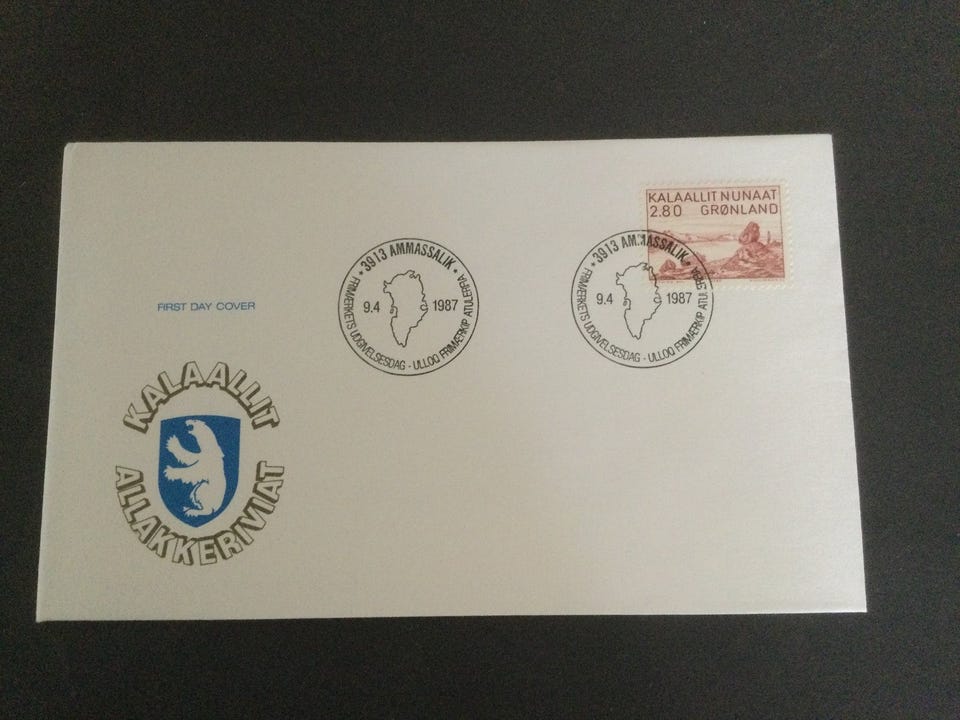 KALAALLIT NUNAAT
2.80 GRØNLAND
* 3913 AMMASSALIK *
9.4 1987
FRIMÆRKETS UDGIVELSESDAG - ULLOQ FRIMÆRKIP ATULERFIA
* 3913 AMMASSALIK *
9.4 1987
FRIMÆRKETS UDGIVELSESDAG - ULLOQ FRIMÆRKIP ATULERFIA
FIRST DAY COVER
KALAALLIT
ALLAKKERIVIAT